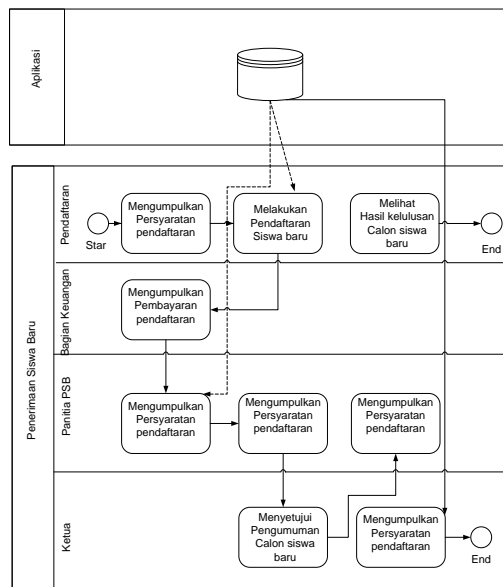 Aplikasi
Penerimaan Siswa Baru
Pendaftaran
Star
Mengumpulkan
Persyaratan
pendaftaran
Melakukan
Pendaftaran
Siswa baru
Melihat
Hasil kelulusan
Calon siswa
baru
End
Bagian Keuangan
Mengumpulkan
Pembayaran
pendaftaran
Panitia PSB
Mengumpulkan
Persyaratan
pendaftaran
Mengumpulkan
Persyaratan
pendaftaran
Mengumpulkan
Persyaratan
pendaftaran
Ketua
Menyetujui
Pengumuman
Calon siswa
baru
Mengumpulkan
Persyaratan
pendaftaran
End